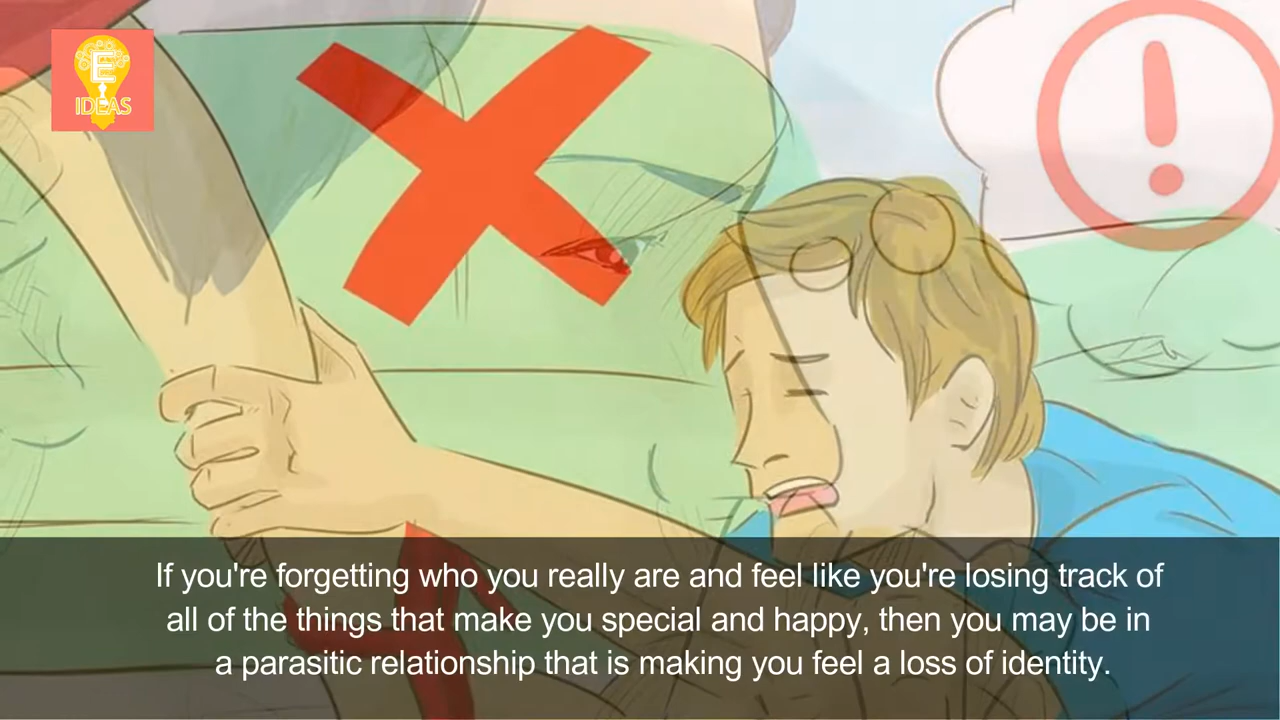 E
IDEAS
If you're forgetting who you really are and feel like you're losing track of
all of the things that make you special and happy, then you may be in
a parasitic relationship that is making you feel a loss of identity.